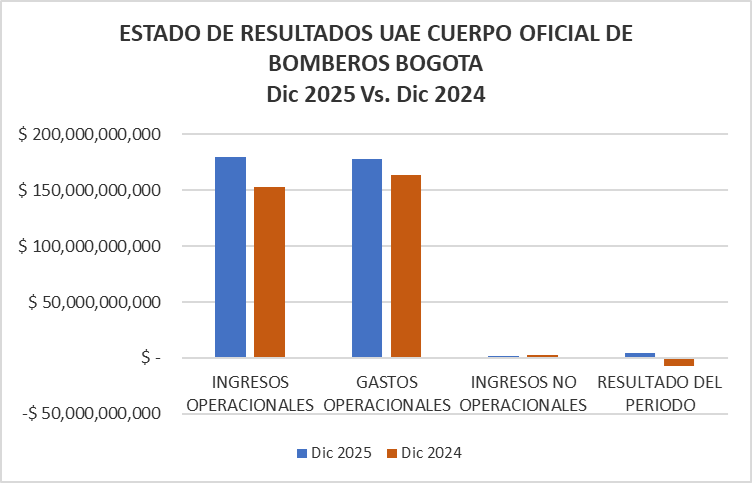 ESTADO DE RESULTADOS UAE CUERPO OFICIAL DE
BOMBEROS BOGOTA
Dic 2025 Vs. Dic 2024
$ 200,000,000,000
$ 150,000,000,000
$ 100,000,000,000
$ 50,000,000,000
$ -
-$ 50,000,000,000
INGRESOS
OPERACIONALES
GASTOS
OPERACIONALES
INGRESOS NO
OPERACIONALES
RESULTADO DEL
PERIODO
Dic 2025
Dic 2024